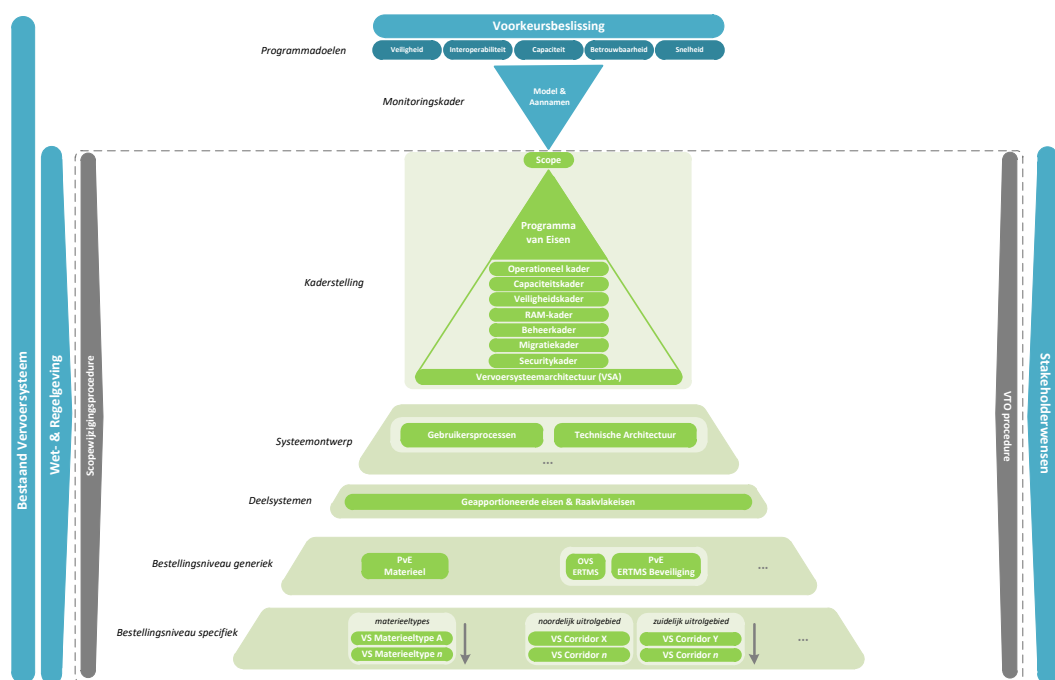 Voorkeursbeslissing
Programmadoelen
Veiligheid
Interoperabiliteit
Capaciteit
Betrouwbaarheid
Snelheid
Monitoringskader
Model &
Aannamen
Scope
Programma
van Eisen
Kaderstelling
Operationeel kader
Capaciteitskader
Veiligheidskader
RAM-kader
Beheerkader
Migratiekader
Securitykader
Vervoersysteemarchitectuur (VSA)
Systeemontwerp
Gebruikersprocessen
Technische Architectuur
...
Deelsystemen
Geapportioneerde eisen & Raakvlakeisen
Bestellingsniveau generiek
PvE
Materieel
OVS
ERTMS
PvE
ERTMS Beveiliging
...
Bestellingsniveau specifiek
materieeltypes
VS Materieeltype A
VS Materieeltype n
noordelijk uitrolgebied
VS Corridor X
VS Corridor n
zuidelijk uitrolgebied
VS Corridor Y
VS Corridor n
...
Bestaand Vervoersysteem
Wet- & Regelgeving
Scopewijzigingsprocedure
VTO procedure
Stakeholderwensen